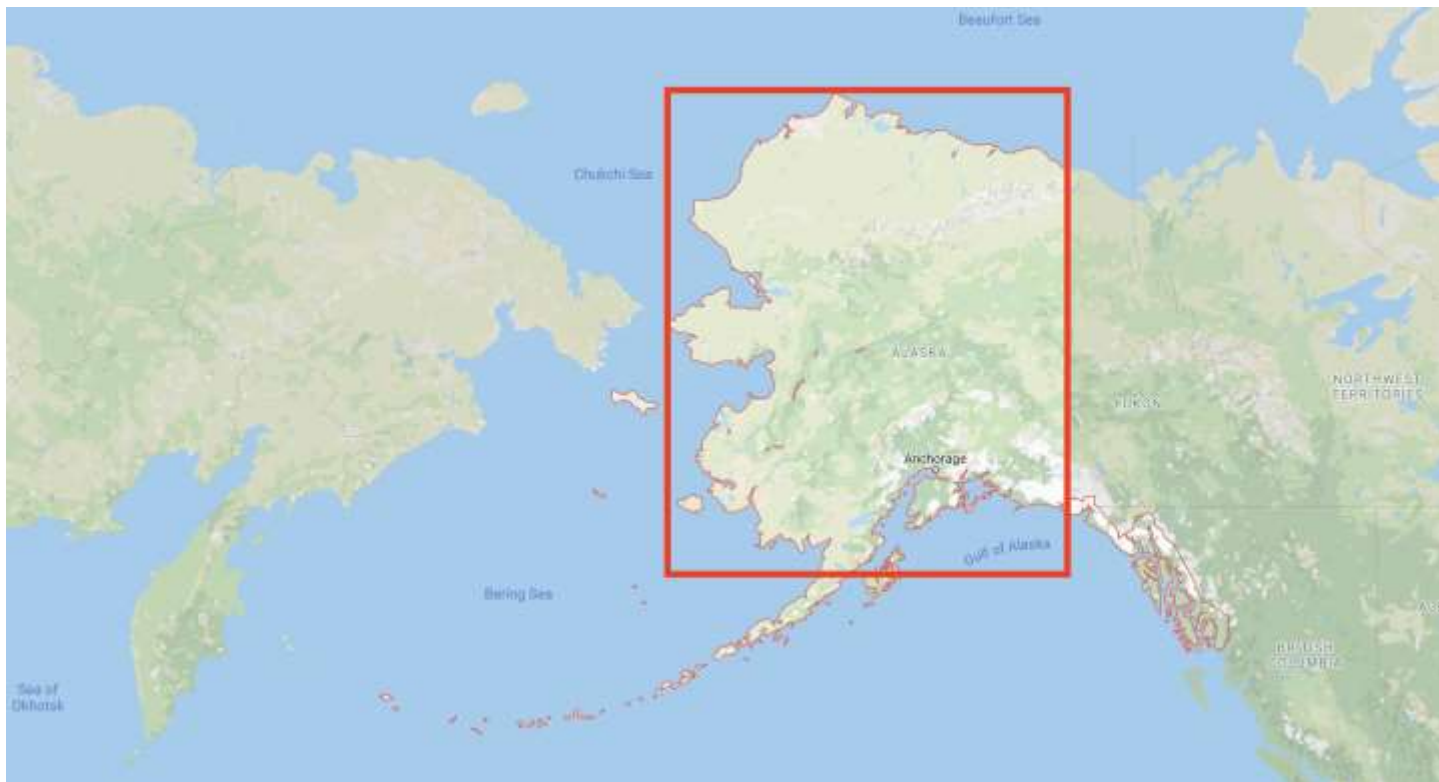 Beaufort Sea
Chukchi Sea
ALASKA
NORTHWEST
TERRITORIES
YUKON
Anchorage
Gulf of Alaska
Bering Sea
BRITISH
COLUMBIA
Sea of
Okhotsk